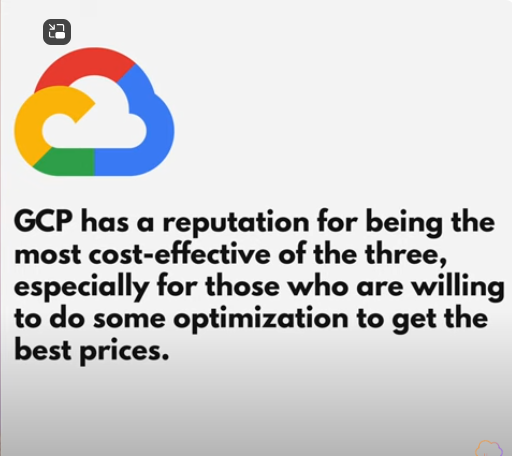 GCP has a reputation for being the
most cost-effective of the three,
especially for those who are willing
to do some optimization to get the
best prices.